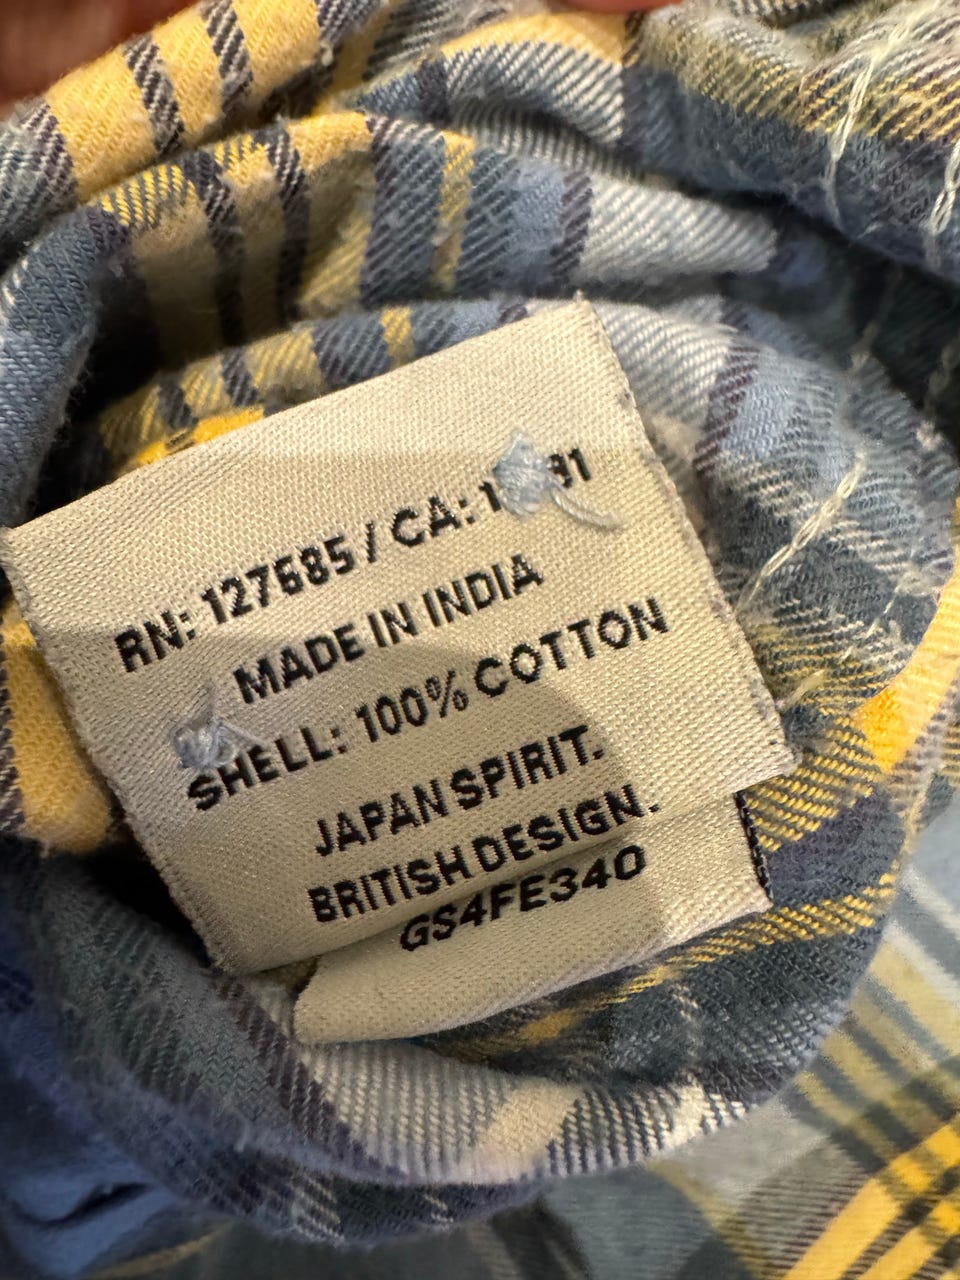 RN: 127685 / CA:
MADE IN INDIA
SHELL: 100% COTTON
JAPAN SPIRIT.
BRITISH DESIGN.
GS4FE340